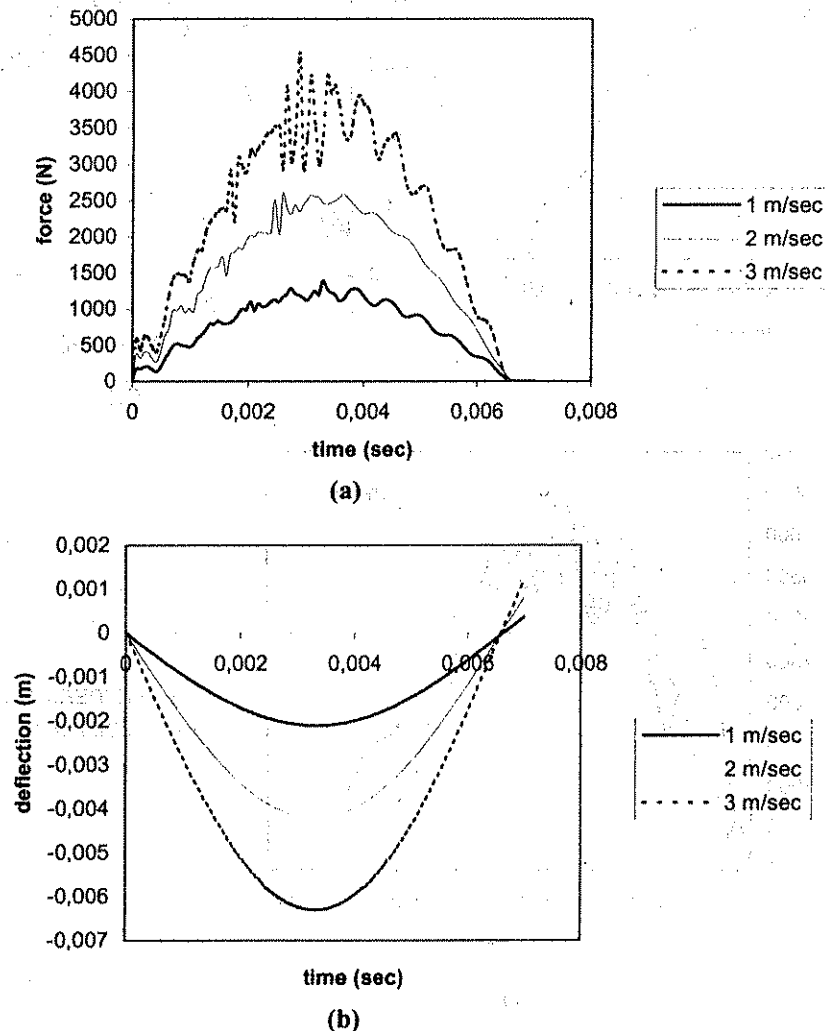 5000
4500
4000
3500
3000
2500
2000
1500
1000
500
0
force (N)
0 0,002 0,004 0,006 0,008
time (sec)
1 m/sec
2 m/sec
3 m/sec
(a)
0,002
0,001
0
-0,001
-0,002
-0,003
-0,004
-0,005
-0,006
-0,007
deflection (m)
0 0,002 0,004 0,006 0,008
time (sec)
1 m/sec
2 m/sec
3 m/sec
(b)